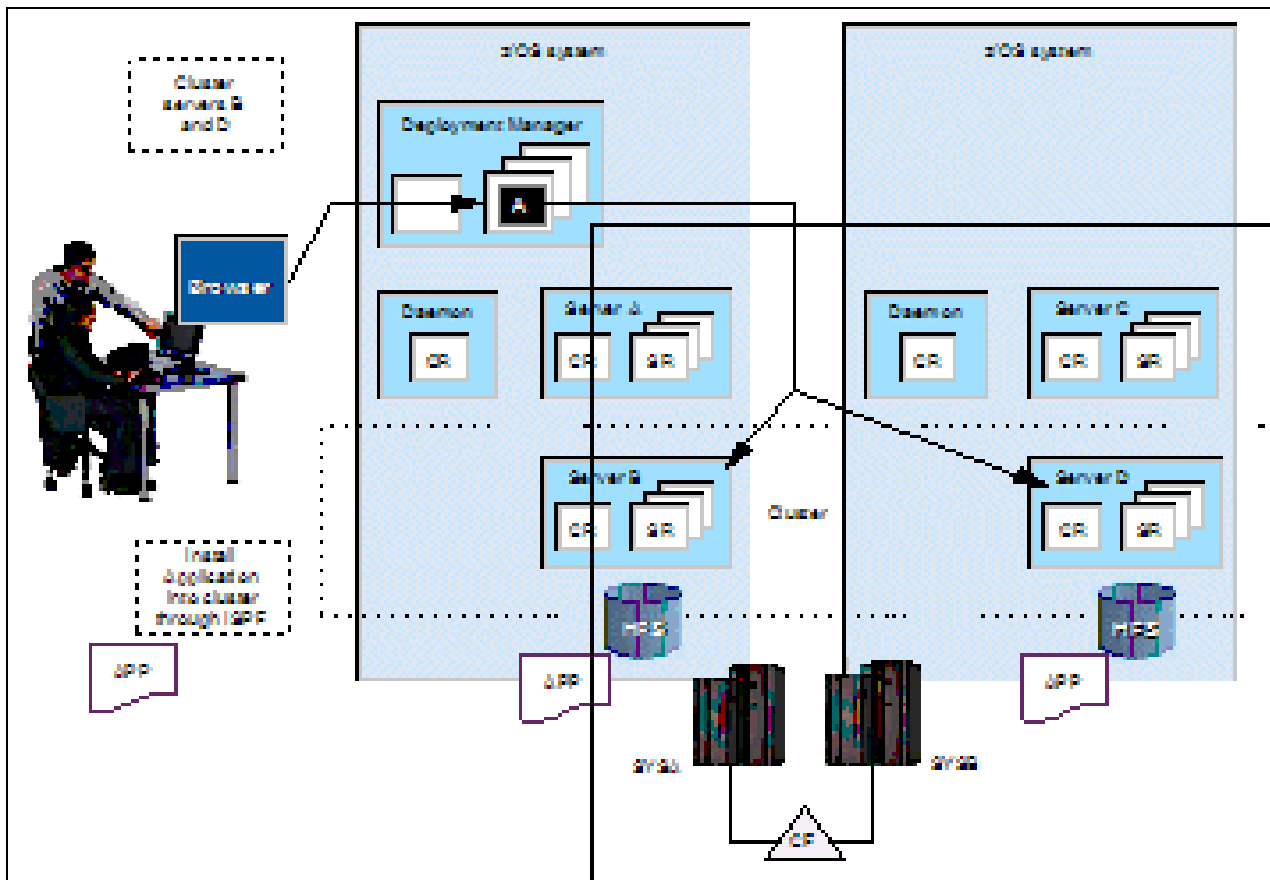 z/OS system
z/OS system
Cluster
servers B
and D
Deployment Manager
A
Browser
Daemon
CR
Server A
CR
SR
Daemon
CR
Server C
CR
SR
Server B
CR
SR
Cluster
Server D
CR
SR
Install
Application
into cluster
through ISPF
HFS
HFS
APP
APP
APP
SYSA
SYSB
CF